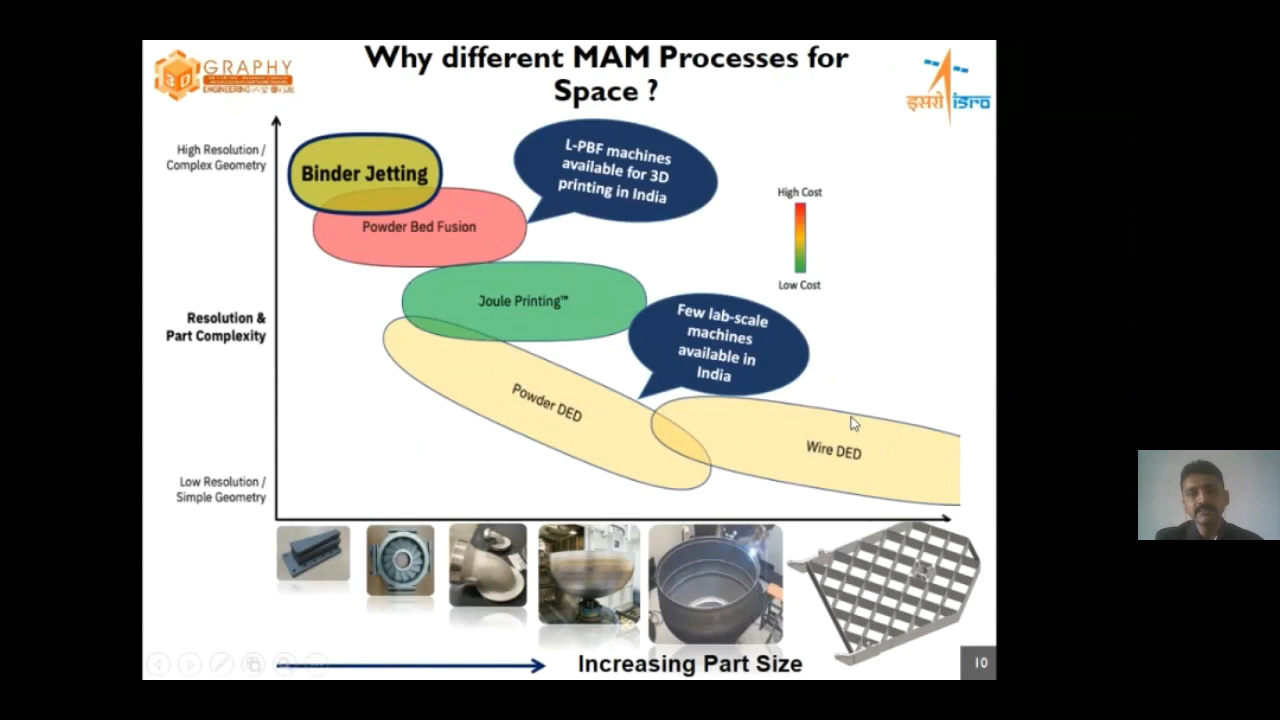 Why different MAM Processes for
Space ?
3D
GRAPHY
ENGINEERING
इसरो isro
High Resolution /
Complex Geometry
Binder Jetting
L-PBF machines
available for 3D
printing in India
High Cost
Powder Bed Fusion
Low Cost
Joule Printing™
Few lab-scale
machines
available in
India
Resolution &
Part Complexity
Powder DED
Wire DED
Low Resolution /
Simple Geometry
Increasing Part Size
10